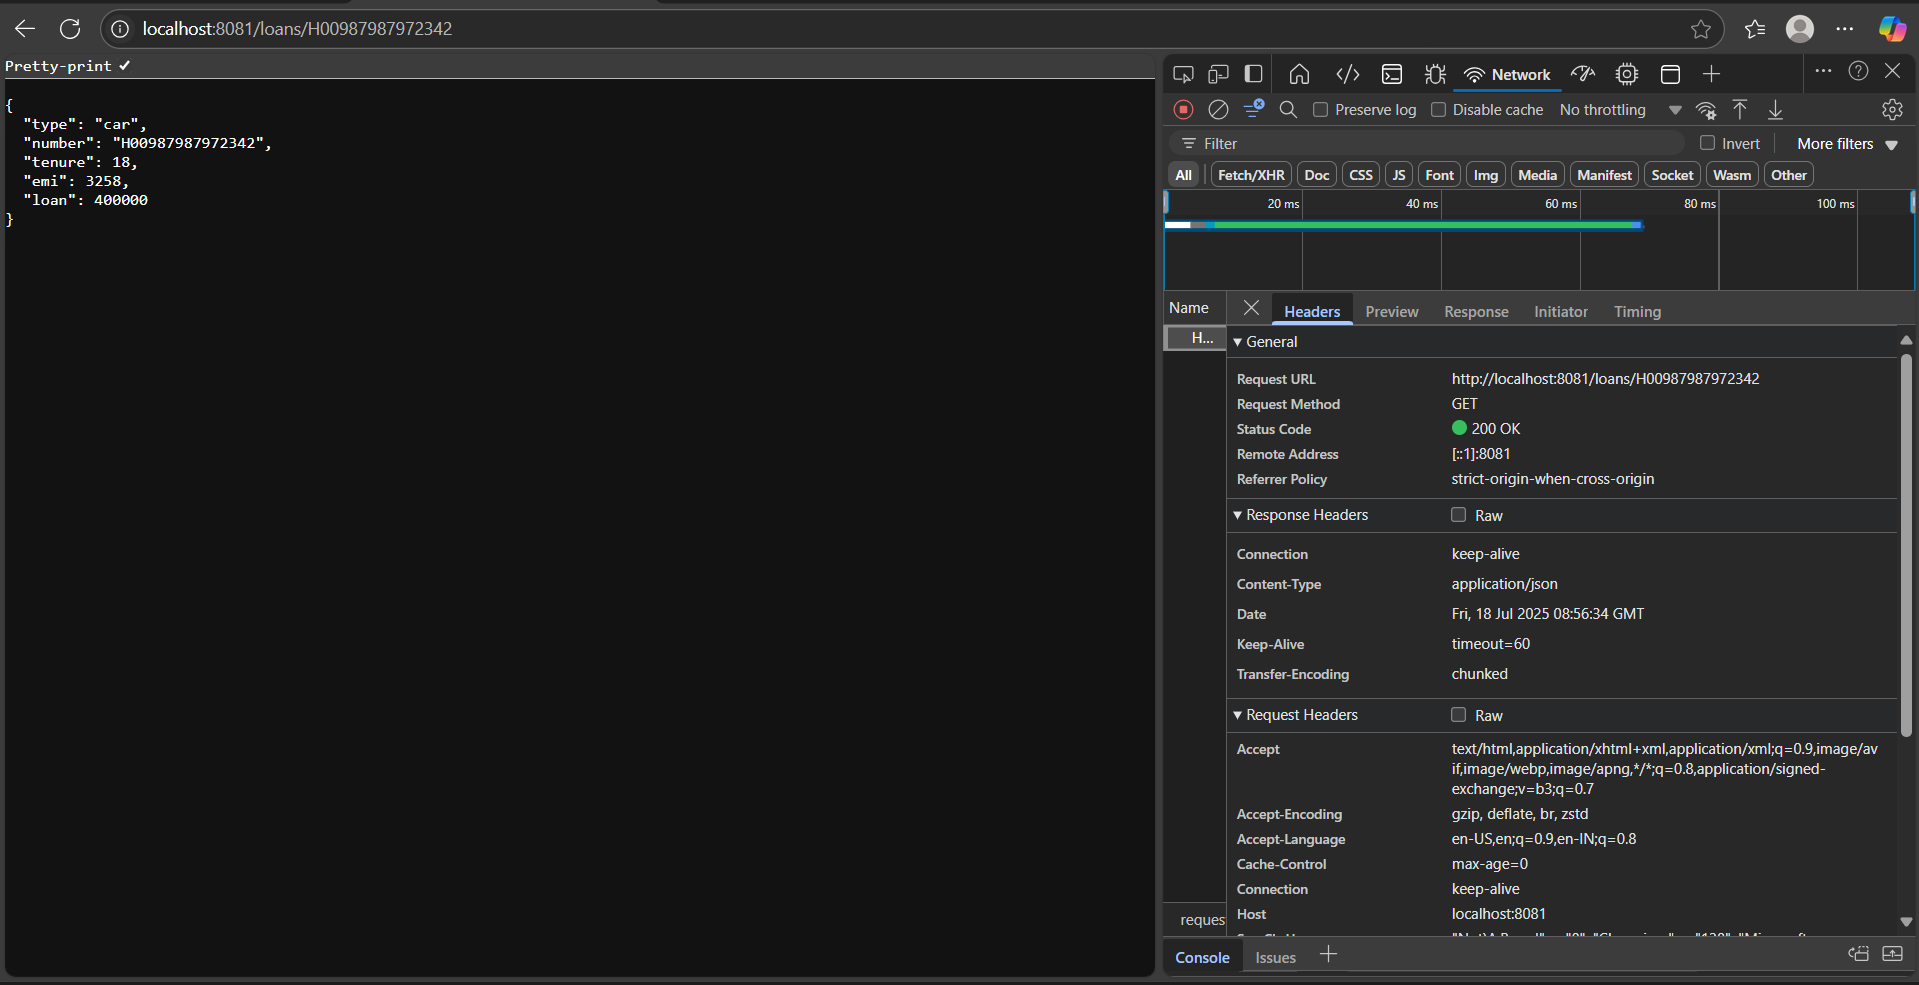 localhost:8081/loans/H00987987972342
Pretty-print ✔
{
"type": "car",
"number": "H00987987972342",
"tenure": 18,
"emi": 3258,
"loan": 400000
}
Network
Preserve log Disable cache No throttling
Filter Invert More filters
All Fetch/XHR Doc CSS JS Font Img Media Manifest Socket Wasm Other
20 ms 40 ms 60 ms 80 ms 100 ms
Name Headers Preview Response Initiator Timing
H...
General
Request URL http://localhost:8081/loans/H00987987972342
Request Method GET
Status Code 200 OK
Remote Address [::1]:8081
Referrer Policy strict-origin-when-cross-origin
Response Headers Raw
Connection keep-alive
Content-Type application/json
Date Fri, 18 Jul 2025 08:56:34 GMT
Keep-Alive timeout=60
Transfer-Encoding chunked
Request Headers Raw
Accept text/html,application/xhtml+xml,application/xml;q=0.9,image/av
if,image/webp,image/apng,*/*;q=0.8,application/signed-
exchange;v=b3;q=0.7
Accept-Encoding gzip, deflate, br, zstd
Accept-Language en-US,en;q=0.9,en-IN;q=0.8
Cache-Control max-age=0
Connection keep-alive
Host localhost:8081
reques
Console Issues